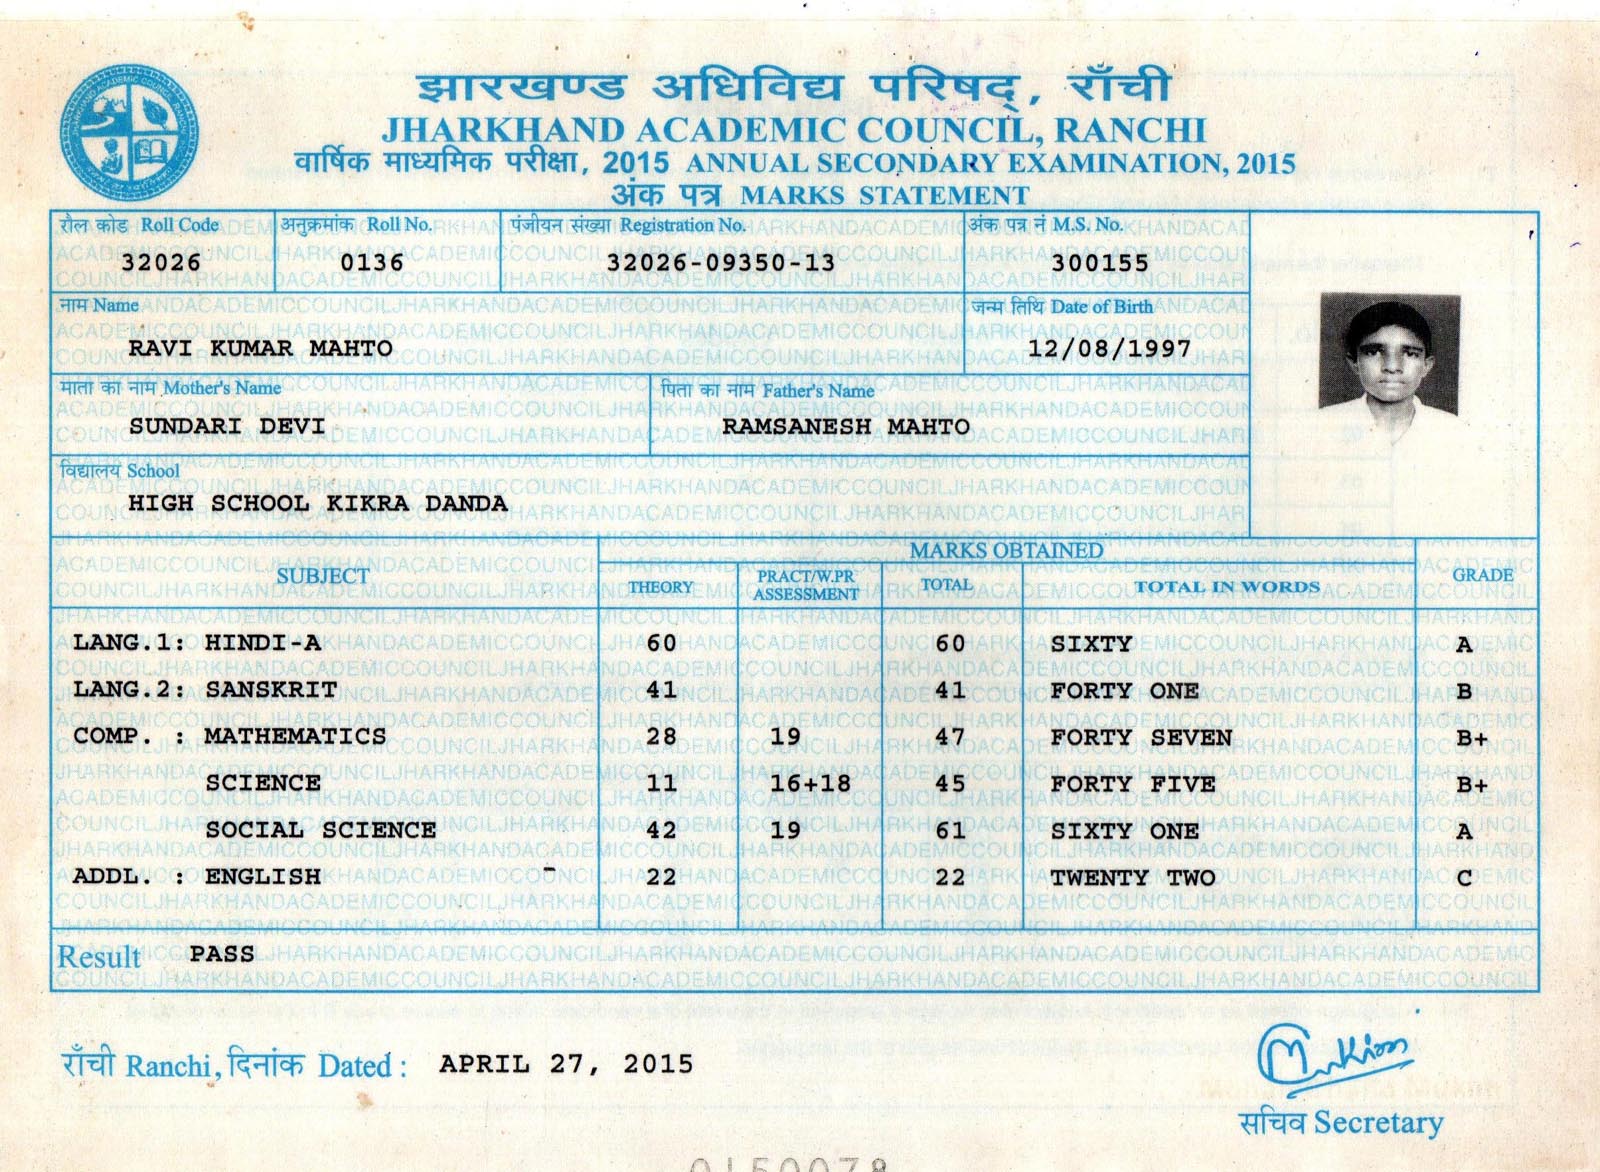 झारखण्ड अधिविद्य परिषद्, राँची
JHARKHAND ACADEMIC COUNCIL, RANCHI
वार्षिक माध्यमिक परीक्षा, 2015 ANNUAL SECONDARY EXAMINATION, 2015
अंक पत्र MARKS STATEMENT
रौल कोड Roll Code अनुक्रमांक Roll No. पंजीयन संख्या Registration No. अंक पत्र नं M.S. No.
32026 0136 32026-09350-13 300155
नाम Name जन्म तिथि Date of Birth
RAVI KUMAR MAHTO 12/08/1997
माता का नाम Mother's Name पिता का नाम Father's Name
SUNDARI DEVI RAMSANESH MAHTO
विद्यालय School
HIGH SCHOOL KIKRA DANDA
MARKS OBTAINED
SUBJECT THEORY PRACT/W.PR ASSESSMENT TOTAL TOTAL IN WORDS GRADE
LANG.1: HINDI-A 60 60 SIXTY A
LANG.2: SANSKRIT 41 41 FORTY ONE B
COMP. : MATHEMATICS 28 19 47 FORTY SEVEN B+
SCIENCE 11 16+18 45 FORTY FIVE B+
SOCIAL SCIENCE 42 19 61 SIXTY ONE A
ADDL. : ENGLISH 22 22 TWENTY TWO C
Result PASS
राँची Ranchi, दिनांक Dated : APRIL 27, 2015
सचिव Secretary